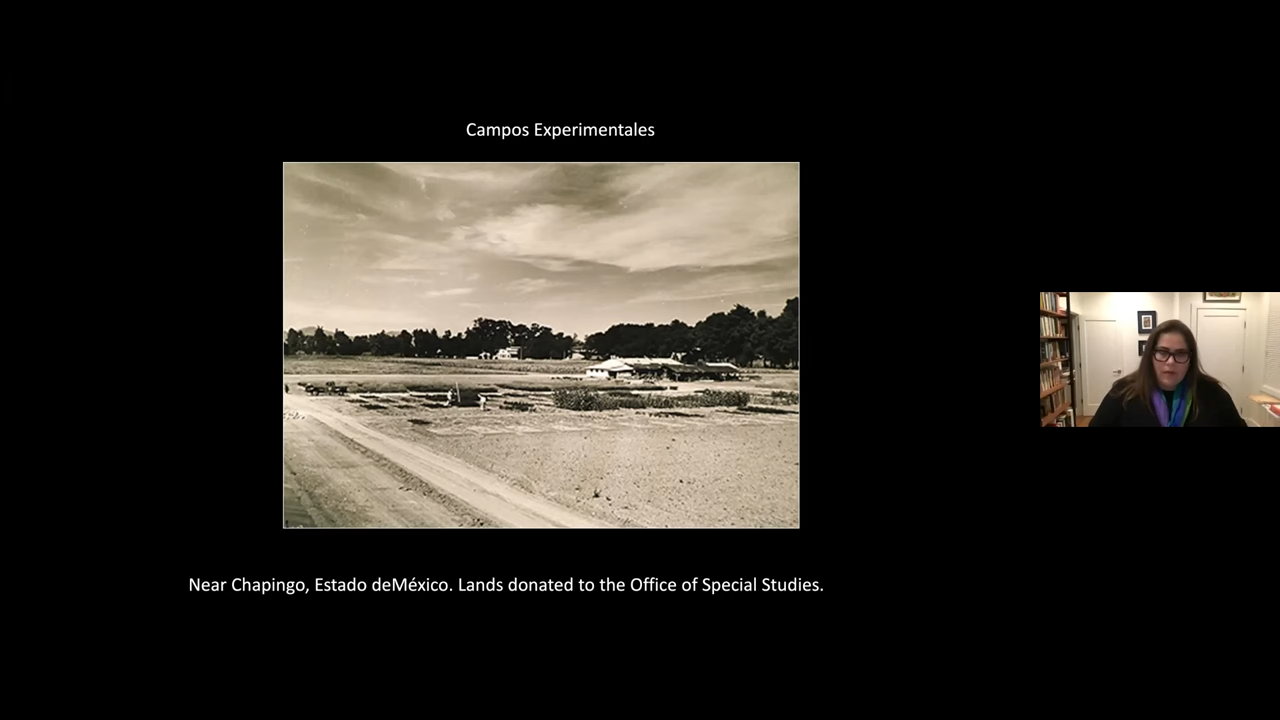 Campos Experimentales
Near Chapingo, Estado deMéxico. Lands donated to the Office of Special Studies.